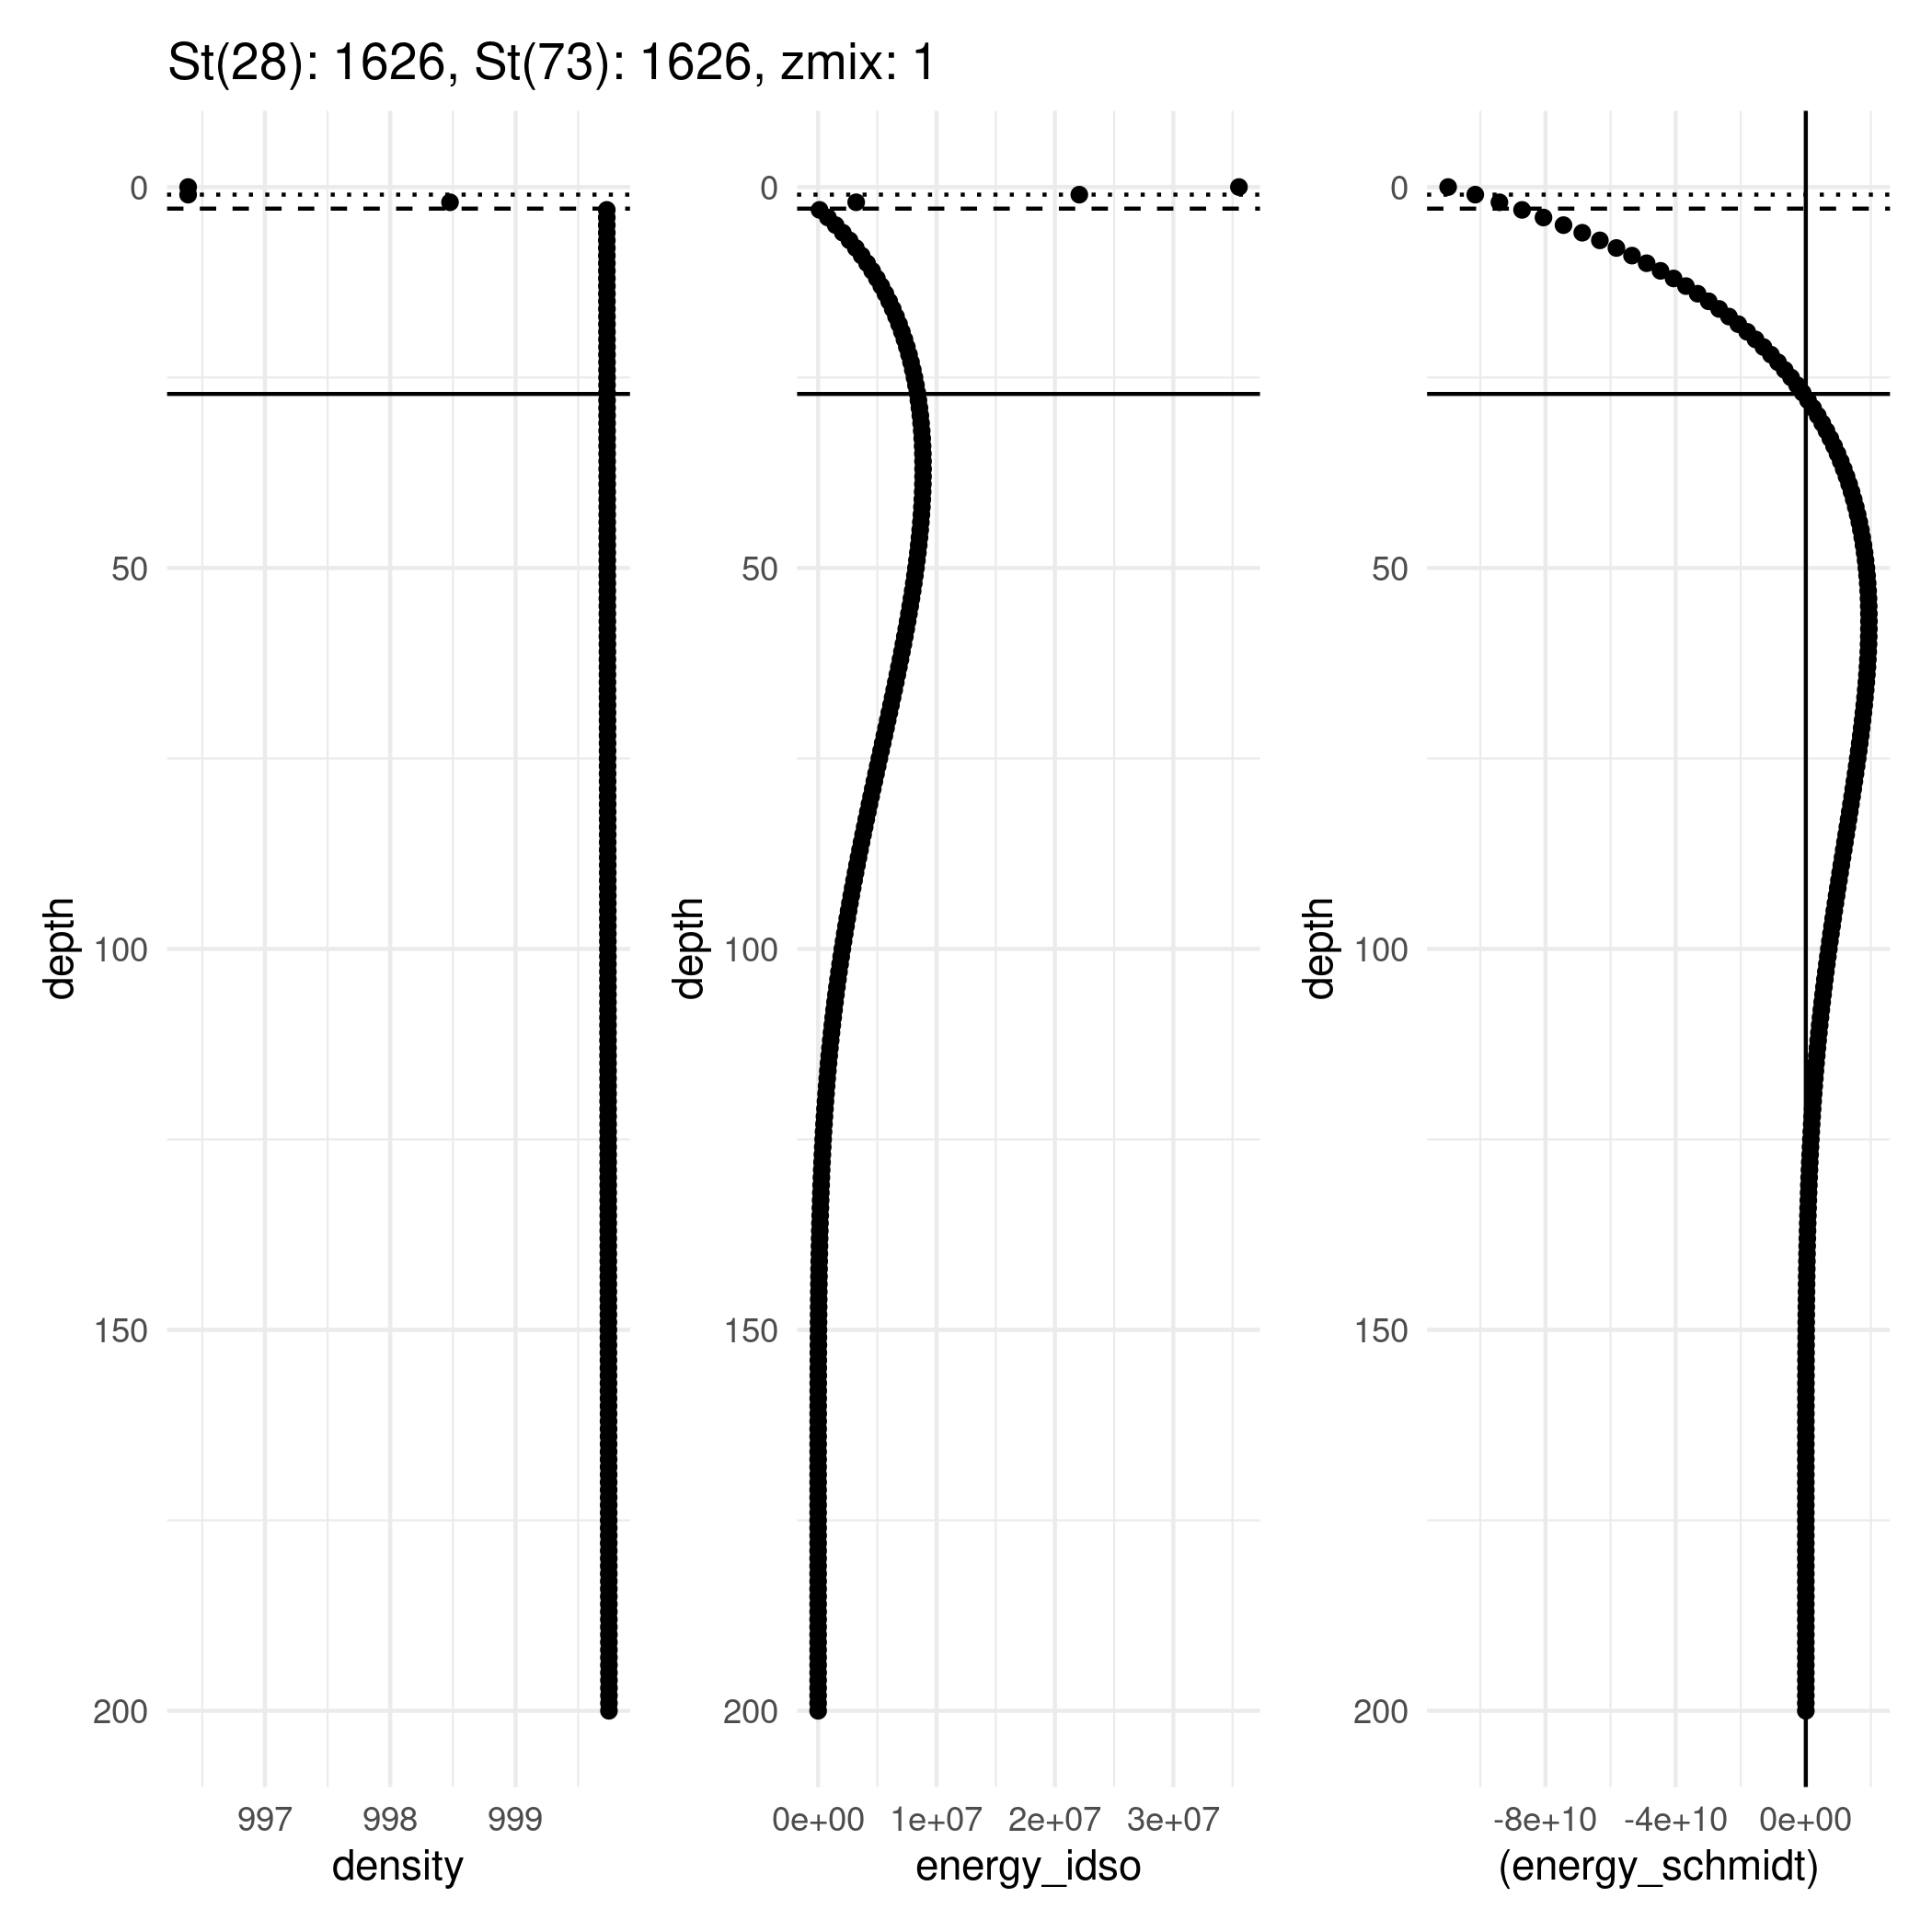 St(28): 1626, St(73): 1626, zmix: 1
0
50
100
150
200
depth
997 998 999
density
0
50
100
150
200
depth
0e+00 1e+07 2e+07 3e+07
energy_idso
0
50
100
150
200
depth
-8e+10 -4e+10 0e+00
(energy_schmidt)